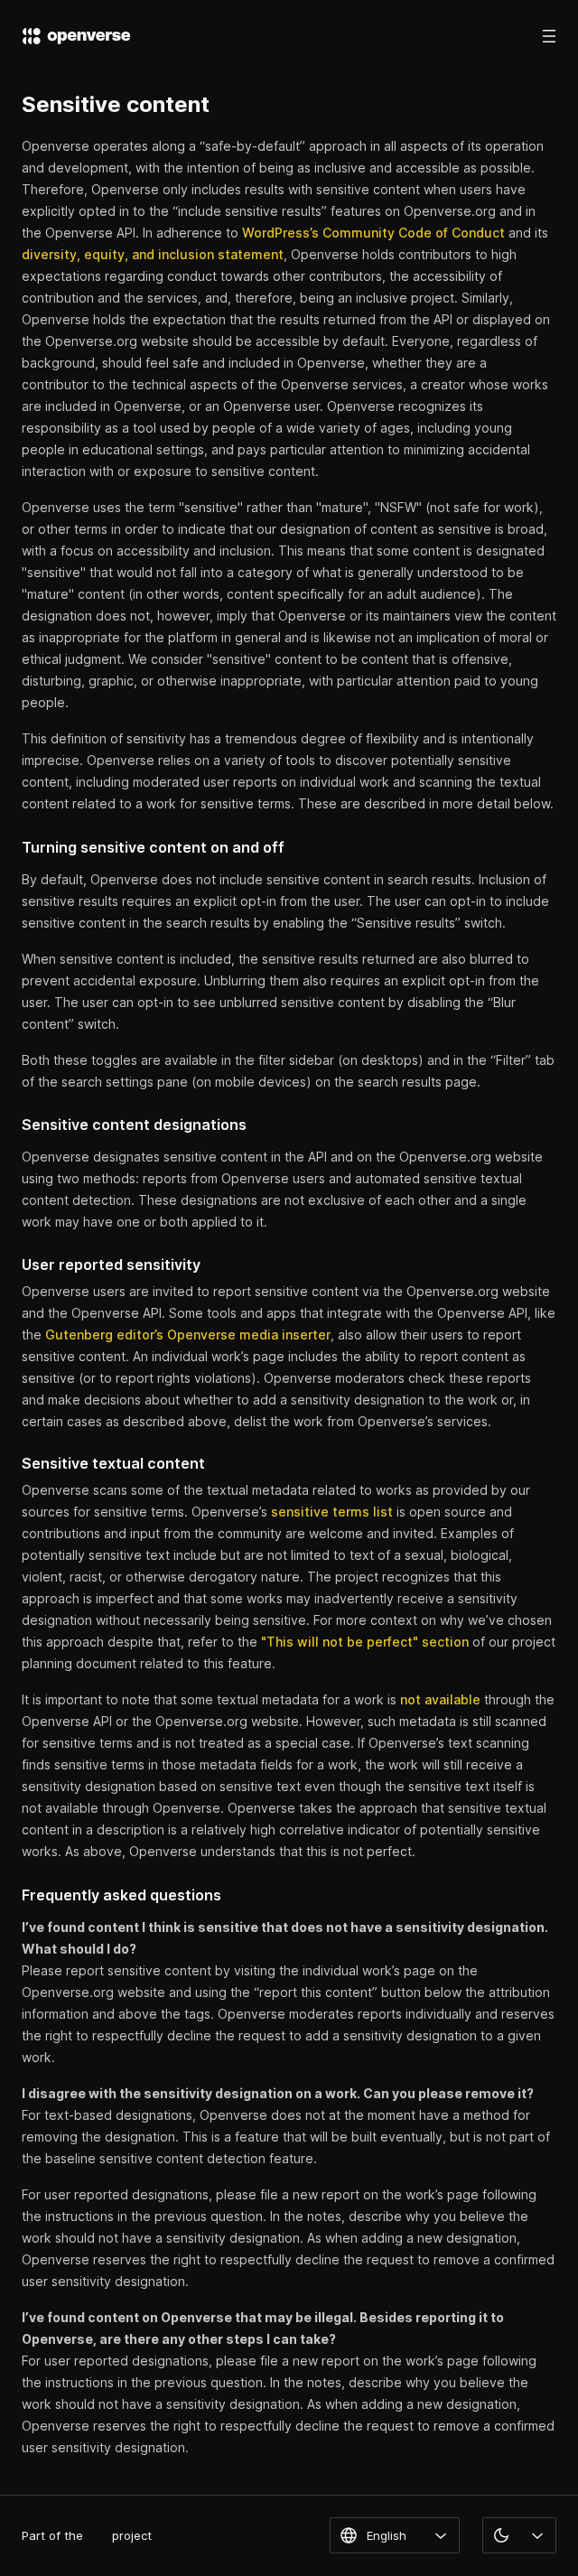 openverse
Sensitive content
Openverse operates along a “safe-by-default” approach in all aspects of its operation
and development, with the intention of being as inclusive and accessible as possible.
Therefore, Openverse only includes results with sensitive content when users have
explicitly opted in to the “include sensitive results” features on Openverse.org and in
the Openverse API. In adherence to WordPress’s Community Code of Conduct and its
diversity, equity, and inclusion statement, Openverse holds contributors to high
expectations regarding conduct towards other contributors, the accessibility of
contribution and the services, and, therefore, being an inclusive project. Similarly,
Openverse holds the expectation that the results returned from the API or displayed on
the Openverse.org website should be accessible by default. Everyone, regardless of
background, should feel safe and included in Openverse, whether they are a
contributor to the technical aspects of the Openverse services, a creator whose works
are included in Openverse, or an Openverse user. Openverse recognizes its
responsibility as a tool used by people of a wide variety of ages, including young
people in educational settings, and pays particular attention to minimizing accidental
interaction with or exposure to sensitive content.
Openverse uses the term "sensitive" rather than "mature", "NSFW" (not safe for work),
or other terms in order to indicate that our designation of content as sensitive is broad,
with a focus on accessibility and inclusion. This means that some content is designated
"sensitive" that would not fall into a category of what is generally understood to be
"mature" content (in other words, content specifically for an adult audience). The
designation does not, however, imply that Openverse or its maintainers view the content
as inappropriate for the platform in general and is likewise not an implication of moral or
ethical judgment. We consider "sensitive" content to be content that is offensive,
disturbing, graphic, or otherwise inappropriate, with particular attention paid to young
people.
This definition of sensitivity has a tremendous degree of flexibility and is intentionally
imprecise. Openverse relies on a variety of tools to discover potentially sensitive
content, including moderated user reports on individual work and scanning the textual
content related to a work for sensitive terms. These are described in more detail below.
Turning sensitive content on and off
By default, Openverse does not include sensitive content in search results. Inclusion of
sensitive results requires an explicit opt-in from the user. The user can opt-in to include
sensitive content in the search results by enabling the “Sensitive results” switch.
When sensitive content is included, the sensitive results returned are also blurred to
prevent accidental exposure. Unblurring them also requires an explicit opt-in from the
user. The user can opt-in to see unblurred sensitive content by disabling the “Blur
content” switch.
Both these toggles are available in the filter sidebar (on desktops) and in the “Filter” tab
of the search settings pane (on mobile devices) on the search results page.
Sensitive content designations
Openverse designates sensitive content in the API and on the Openverse.org website
using two methods: reports from Openverse users and automated sensitive textual
content detection. These designations are not exclusive of each other and a single
work may have one or both applied to it.
User reported sensitivity
Openverse users are invited to report sensitive content via the Openverse.org website
and the Openverse API. Some tools and apps that integrate with the Openverse API, like
the Gutenberg editor’s Openverse media inserter, also allow their users to report
sensitive content. An individual work’s page includes the ability to report content as
sensitive (or to report rights violations). Openverse moderators check these reports
and make decisions about whether to add a sensitivity designation to the work or, in
certain cases as described above, delist the work from Openverse’s services.
Sensitive textual content
Openverse scans some of the textual metadata related to works as provided by our
sources for sensitive terms. Openverse’s sensitive terms list is open source and
contributions and input from the community are welcome and invited. Examples of
potentially sensitive text include but are not limited to text of a sexual, biological,
violent, racist, or otherwise derogatory nature. The project recognizes that this
approach is imperfect and that some works may inadvertently receive a sensitivity
designation without necessarily being sensitive. For more context on why we’ve chosen
this approach despite that, refer to the "This will not be perfect" section of our project
planning document related to this feature.
It is important to note that some textual metadata for a work is not available through the
Openverse API or the Openverse.org website. However, such metadata is still scanned
for sensitive terms and is not treated as a special case. If Openverse’s text scanning
finds sensitive terms in those metadata fields for a work, the work will still receive a
sensitivity designation based on sensitive text even though the sensitive text itself is
not available through Openverse. Openverse takes the approach that sensitive textual
content in a description is a relatively high correlative indicator of potentially sensitive
works. As above, Openverse understands that this is not perfect.
Frequently asked questions
I’ve found content I think is sensitive that does not have a sensitivity designation.
What should I do?
Please report sensitive content by visiting the individual work’s page on the
Openverse.org website and using the “report this content” button below the attribution
information and above the tags. Openverse moderates reports individually and reserves
the right to respectfully decline the request to add a sensitivity designation to a given
work.
I disagree with the sensitivity designation on a work. Can you please remove it?
For text-based designations, Openverse does not at the moment have a method for
removing the designation. This is a feature that will be built eventually, but is not part of
the baseline sensitive content detection feature.
For user reported designations, please file a new report on the work’s page following
the instructions in the previous question. In the notes, describe why you believe the
work should not have a sensitivity designation. As when adding a new designation,
Openverse reserves the right to respectfully decline the request to remove a confirmed
user sensitivity designation.
I’ve found content on Openverse that may be illegal. Besides reporting it to
Openverse, are there any other steps I can take?
For user reported designations, please file a new report on the work’s page following
the instructions in the previous question. In the notes, describe why you believe the
work should not have a sensitivity designation. As when adding a new designation,
Openverse reserves the right to respectfully decline the request to remove a confirmed
user sensitivity designation.
Part of the project
English